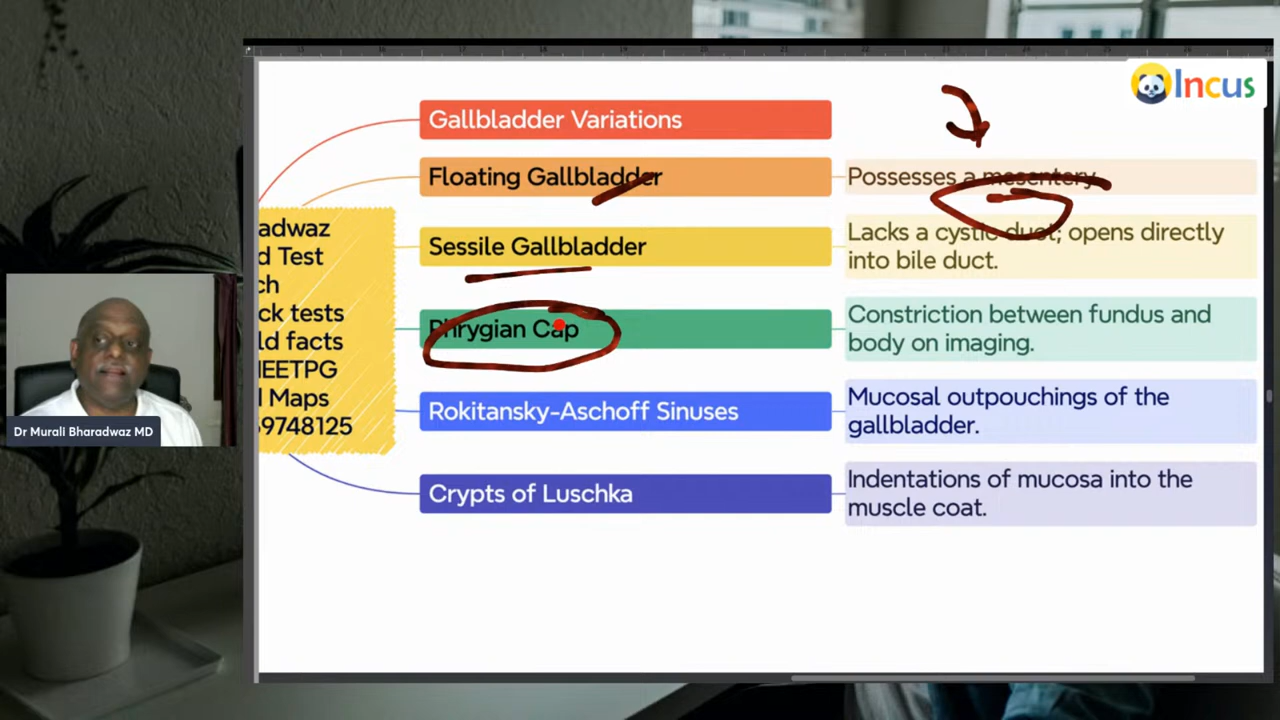 Incus
Gallbladder Variations
Floating Gallbladder
Possesses a mesentery.
Sessile Gallbladder
Lacks a cystic duct; opens directly
into bile duct.
Phrygian Cap
Constriction between fundus and
body on imaging.
Rokitansky-Aschoff Sinuses
Mucosal outpouchings of the
gallbladder.
Crypts of Luschka
Indentations of mucosa into the
muscle coat.
adwaz
d Test
ch
ck tests
ld facts
IEETPG
l Maps
9748125
Dr Murali Bharadwaz MD